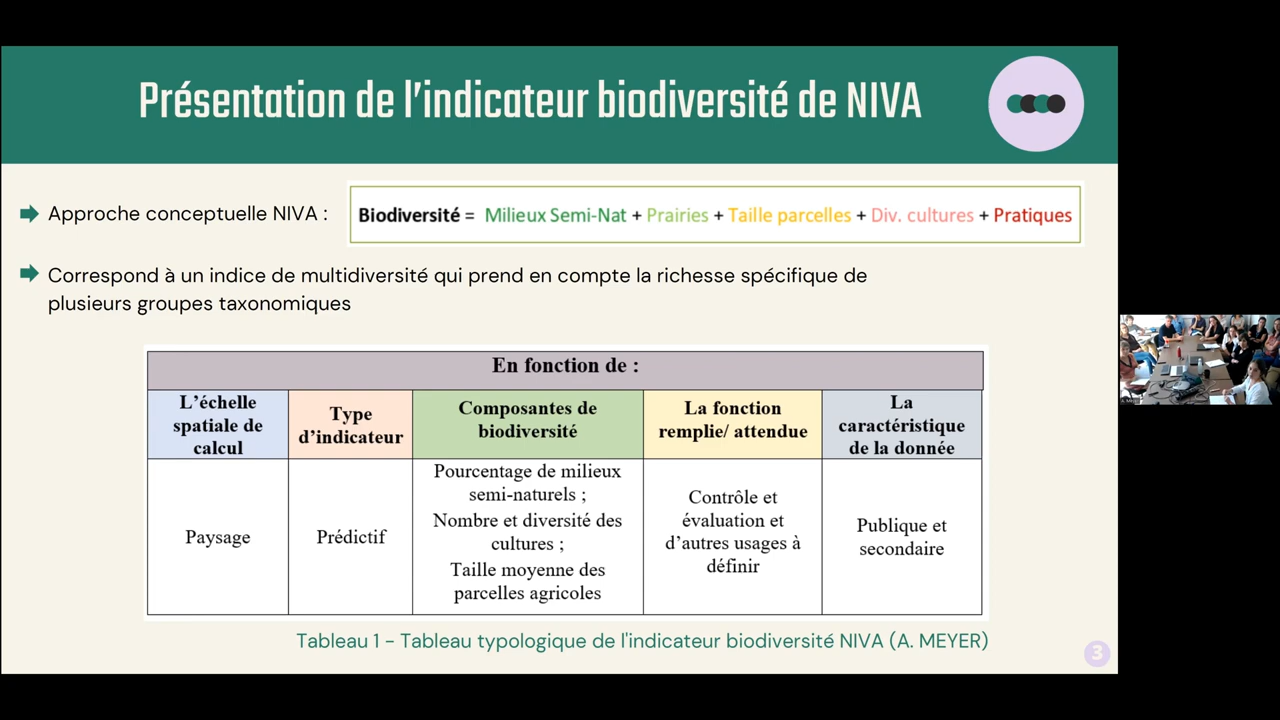 Présentation de l'indicateur biodiversité de NIVA
Approche conceptuelle NIVA :
Biodiversité = Milieux Semi-Nat + Prairies + Taille parcelles + Div. cultures + Pratiques
Correspond à un indice de multidiversité qui prend en compte la richesse spécifique de
plusieurs groupes taxonomiques
En fonction de :
L'échelle
spatiale de
calcul
Type
d'indicateur
Composantes de
biodiversité
La fonction
remplie/ attendue
La
caractéristique
de la donnée
Paysage
Prédictif
Pourcentage de milieux
semi-naturels ;
Nombre et diversité des
cultures ;
Taille moyenne des
parcelles agricoles
Contrôle et
évaluation et
d'autres usages à
définir
Publique et
secondaire
Tableau 1 - Tableau typologique de l'indicateur biodiversité NIVA (A. MEYER)
3